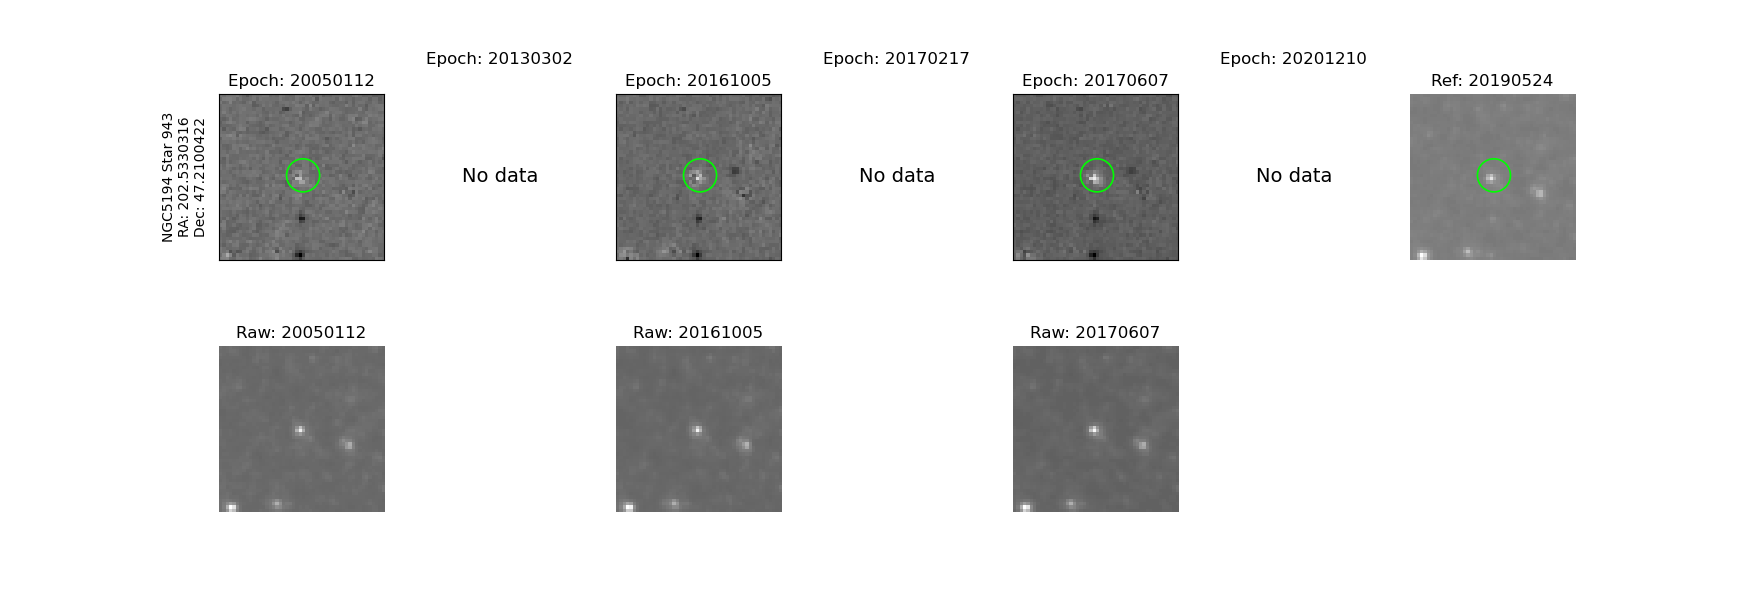 Epoch: 20130302
Epoch: 20170217
Epoch: 20201210
Epoch: 20050112
Epoch: 20161005
Epoch: 20170607
Ref: 20190524
NGC5194 Star 943
RA: 202.5330316
Dec: 47.2100422
No data
No data
No data
Raw: 20050112
Raw: 20161005
Raw: 20170607